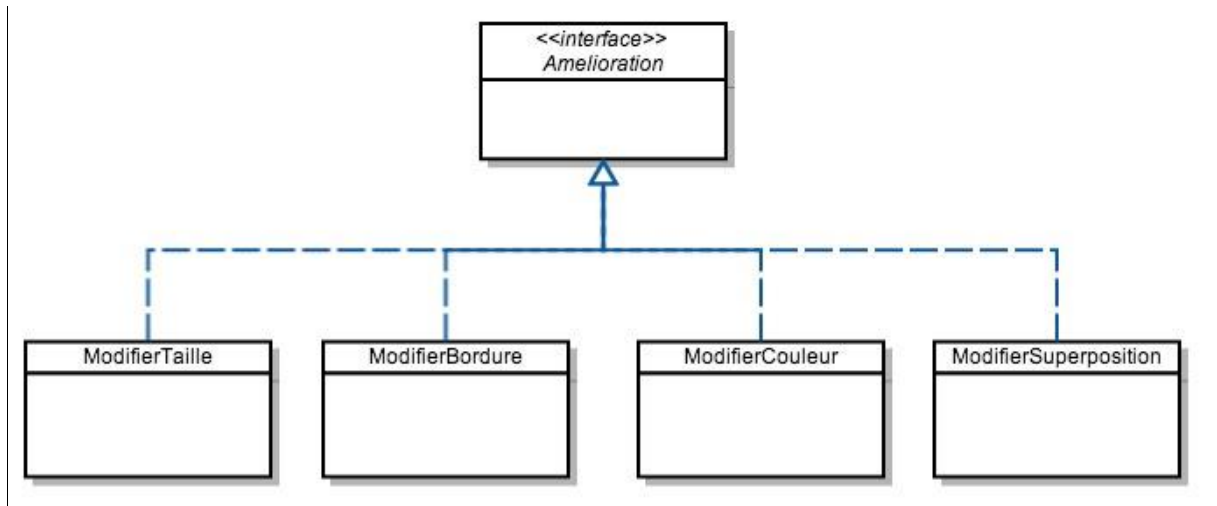 <<interface>>
Amelioration
ModifierTaille
ModifierBordure
ModifierCouleur
ModifierSuperposition